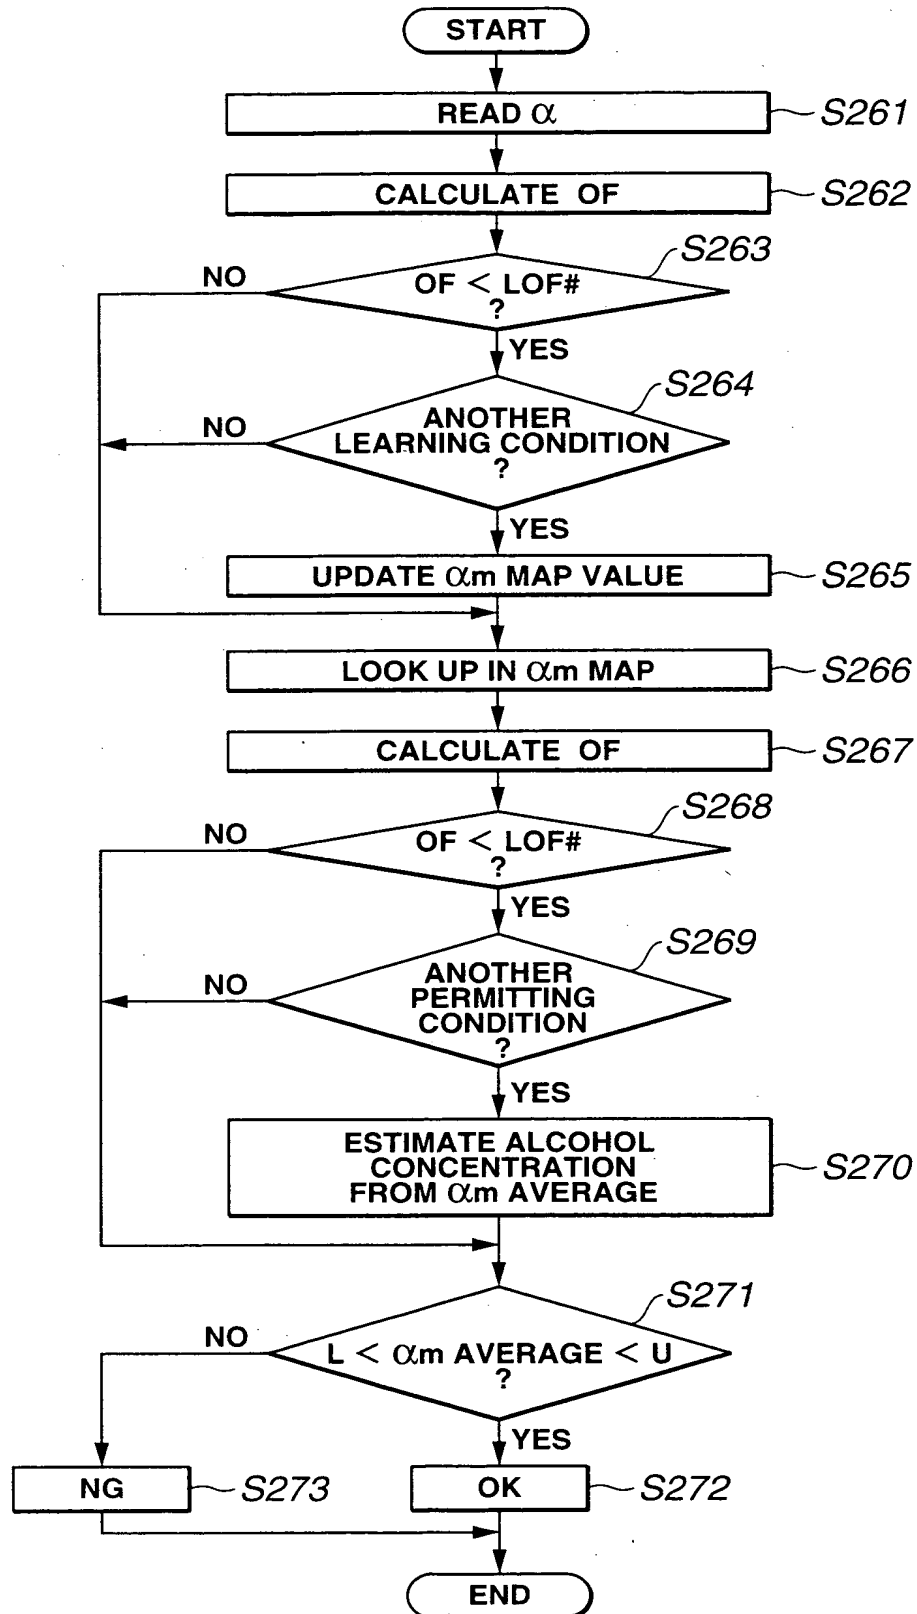 START
READ α
S261
CALCULATE OF
S262
S263
NO
OF < LOF#
?
YES
S264
NO
ANOTHER
LEARNING CONDITION
?
YES
UPDATE αm MAP VALUE
S265
LOOK UP IN αm MAP
S266
CALCULATE OF
S267
S268
NO
OF < LOF#
?
YES
S269
NO
ANOTHER
PERMITTING
CONDITION
?
YES
ESTIMATE ALCOHOL
CONCENTRATION
FROM αm AVERAGE
S270
S271
NO
L < αm AVERAGE < U
?
YES
NG
S273
OK
S272
END